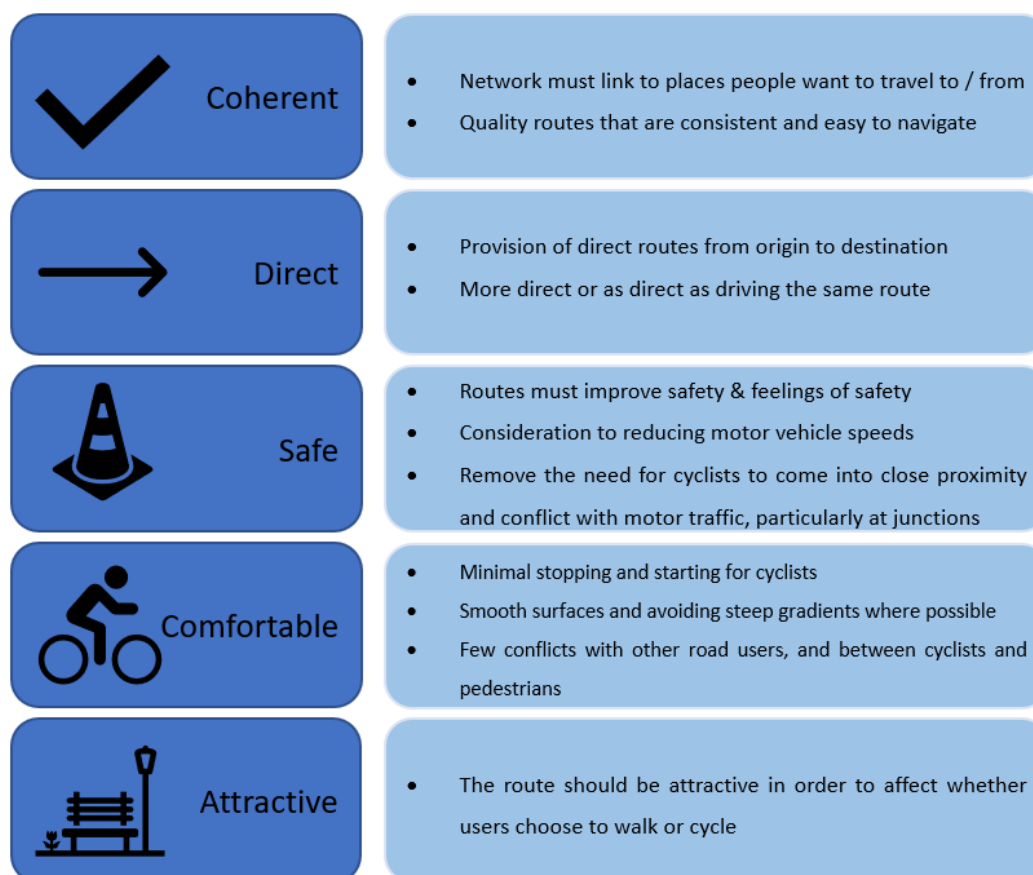 Coherent
• Network must link to places people want to travel to / from
• Quality routes that are consistent and easy to navigate
Direct
• Provision of direct routes from origin to destination
• More direct or as direct as driving the same route
Safe
• Routes must improve safety & feelings of safety
• Consideration to reducing motor vehicle speeds
• Remove the need for cyclists to come into close proximity
and conflict with motor traffic, particularly at junctions
Comfortable
• Minimal stopping and starting for cyclists
• Smooth surfaces and avoiding steep gradients where possible
• Few conflicts with other road users, and between cyclists and
pedestrians
Attractive
• The route should be attractive in order to affect whether
users choose to walk or cycle